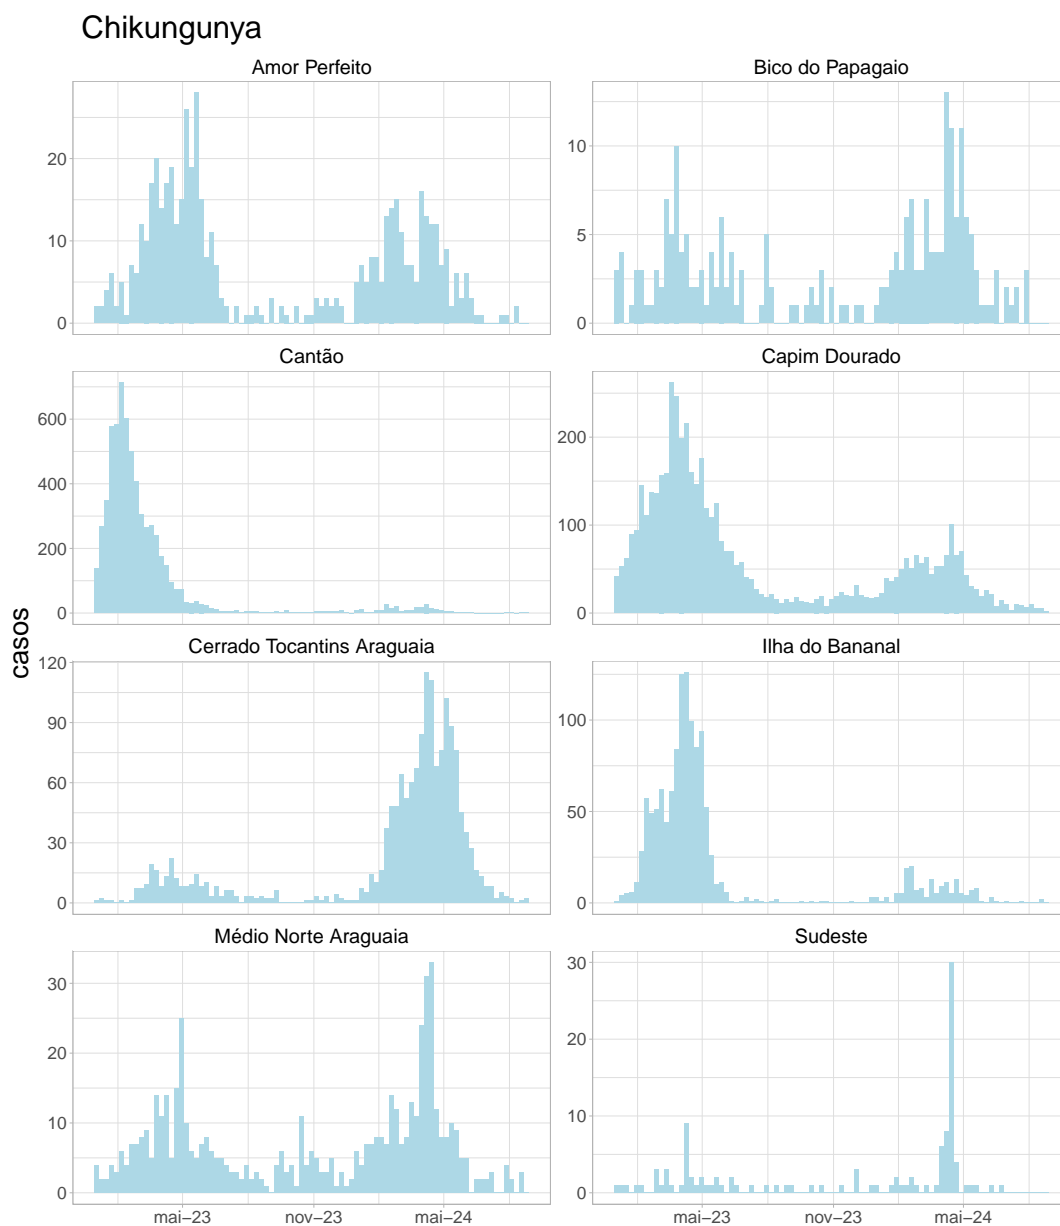 Chikungunya
Amor Perfeito
Bico do Papagaio
20
10
0
10
5
0
Cantão
Capim Dourado
600
400
200
0
200
100
0
casos
Cerrado Tocantins Araguaia
Ilha do Bananal
120
90
60
30
0
100
50
0
Médio Norte Araguaia
Sudeste
30
20
10
0
30
20
10
0
mai−23
nov−23
mai−24
mai−23
nov−23
mai−24